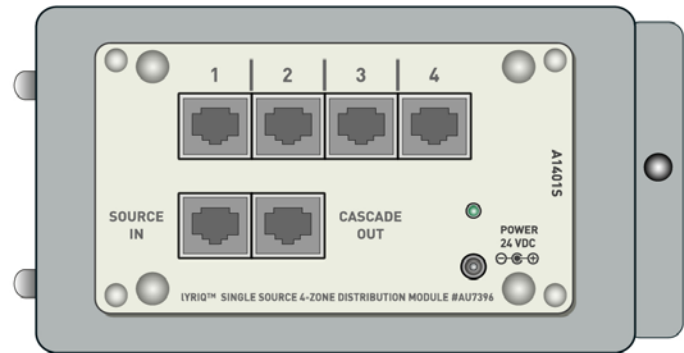 1 2 3 4
A1401S
SOURCE
IN
CASCADE
OUT
POWER
24 VDC
lYRIQ™ SINGLE SOURCE 4-ZONE DISTRIBUTION MODULE #AU7396